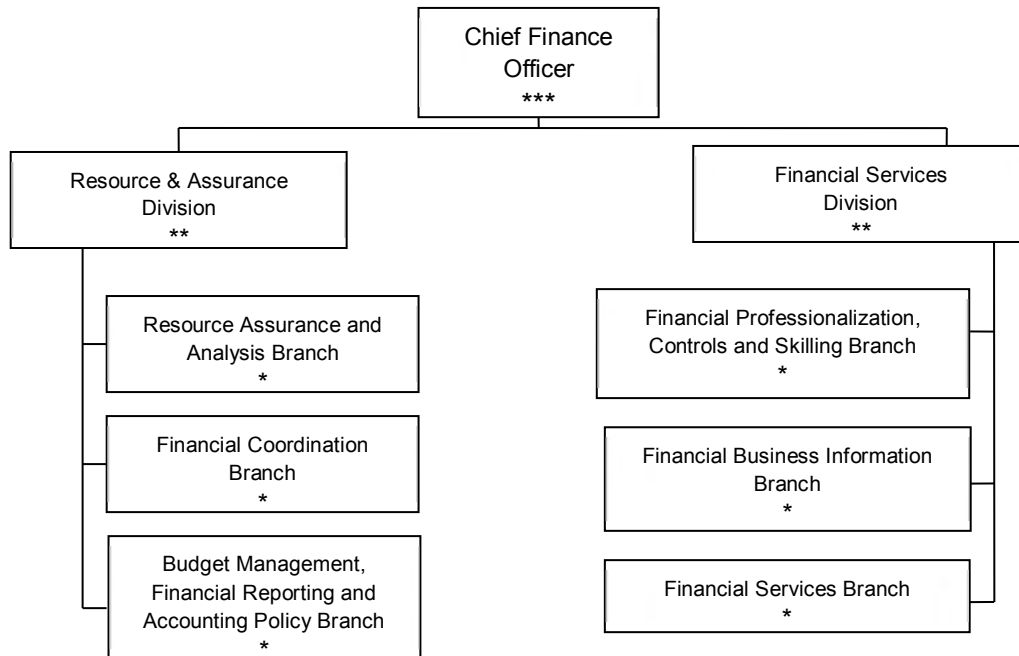 Chief Finance
Officer
***
Resource & Assurance
Division
**
Financial Services
Division
**
Resource Assurance and
Analysis Branch
*
Financial Coordination
Branch
*
Budget Management,
Financial Reporting and
Accounting Policy Branch
*
Financial Professionalization,
Controls and Skilling Branch
*
Financial Business Information
Branch
*
Financial Services Branch
*